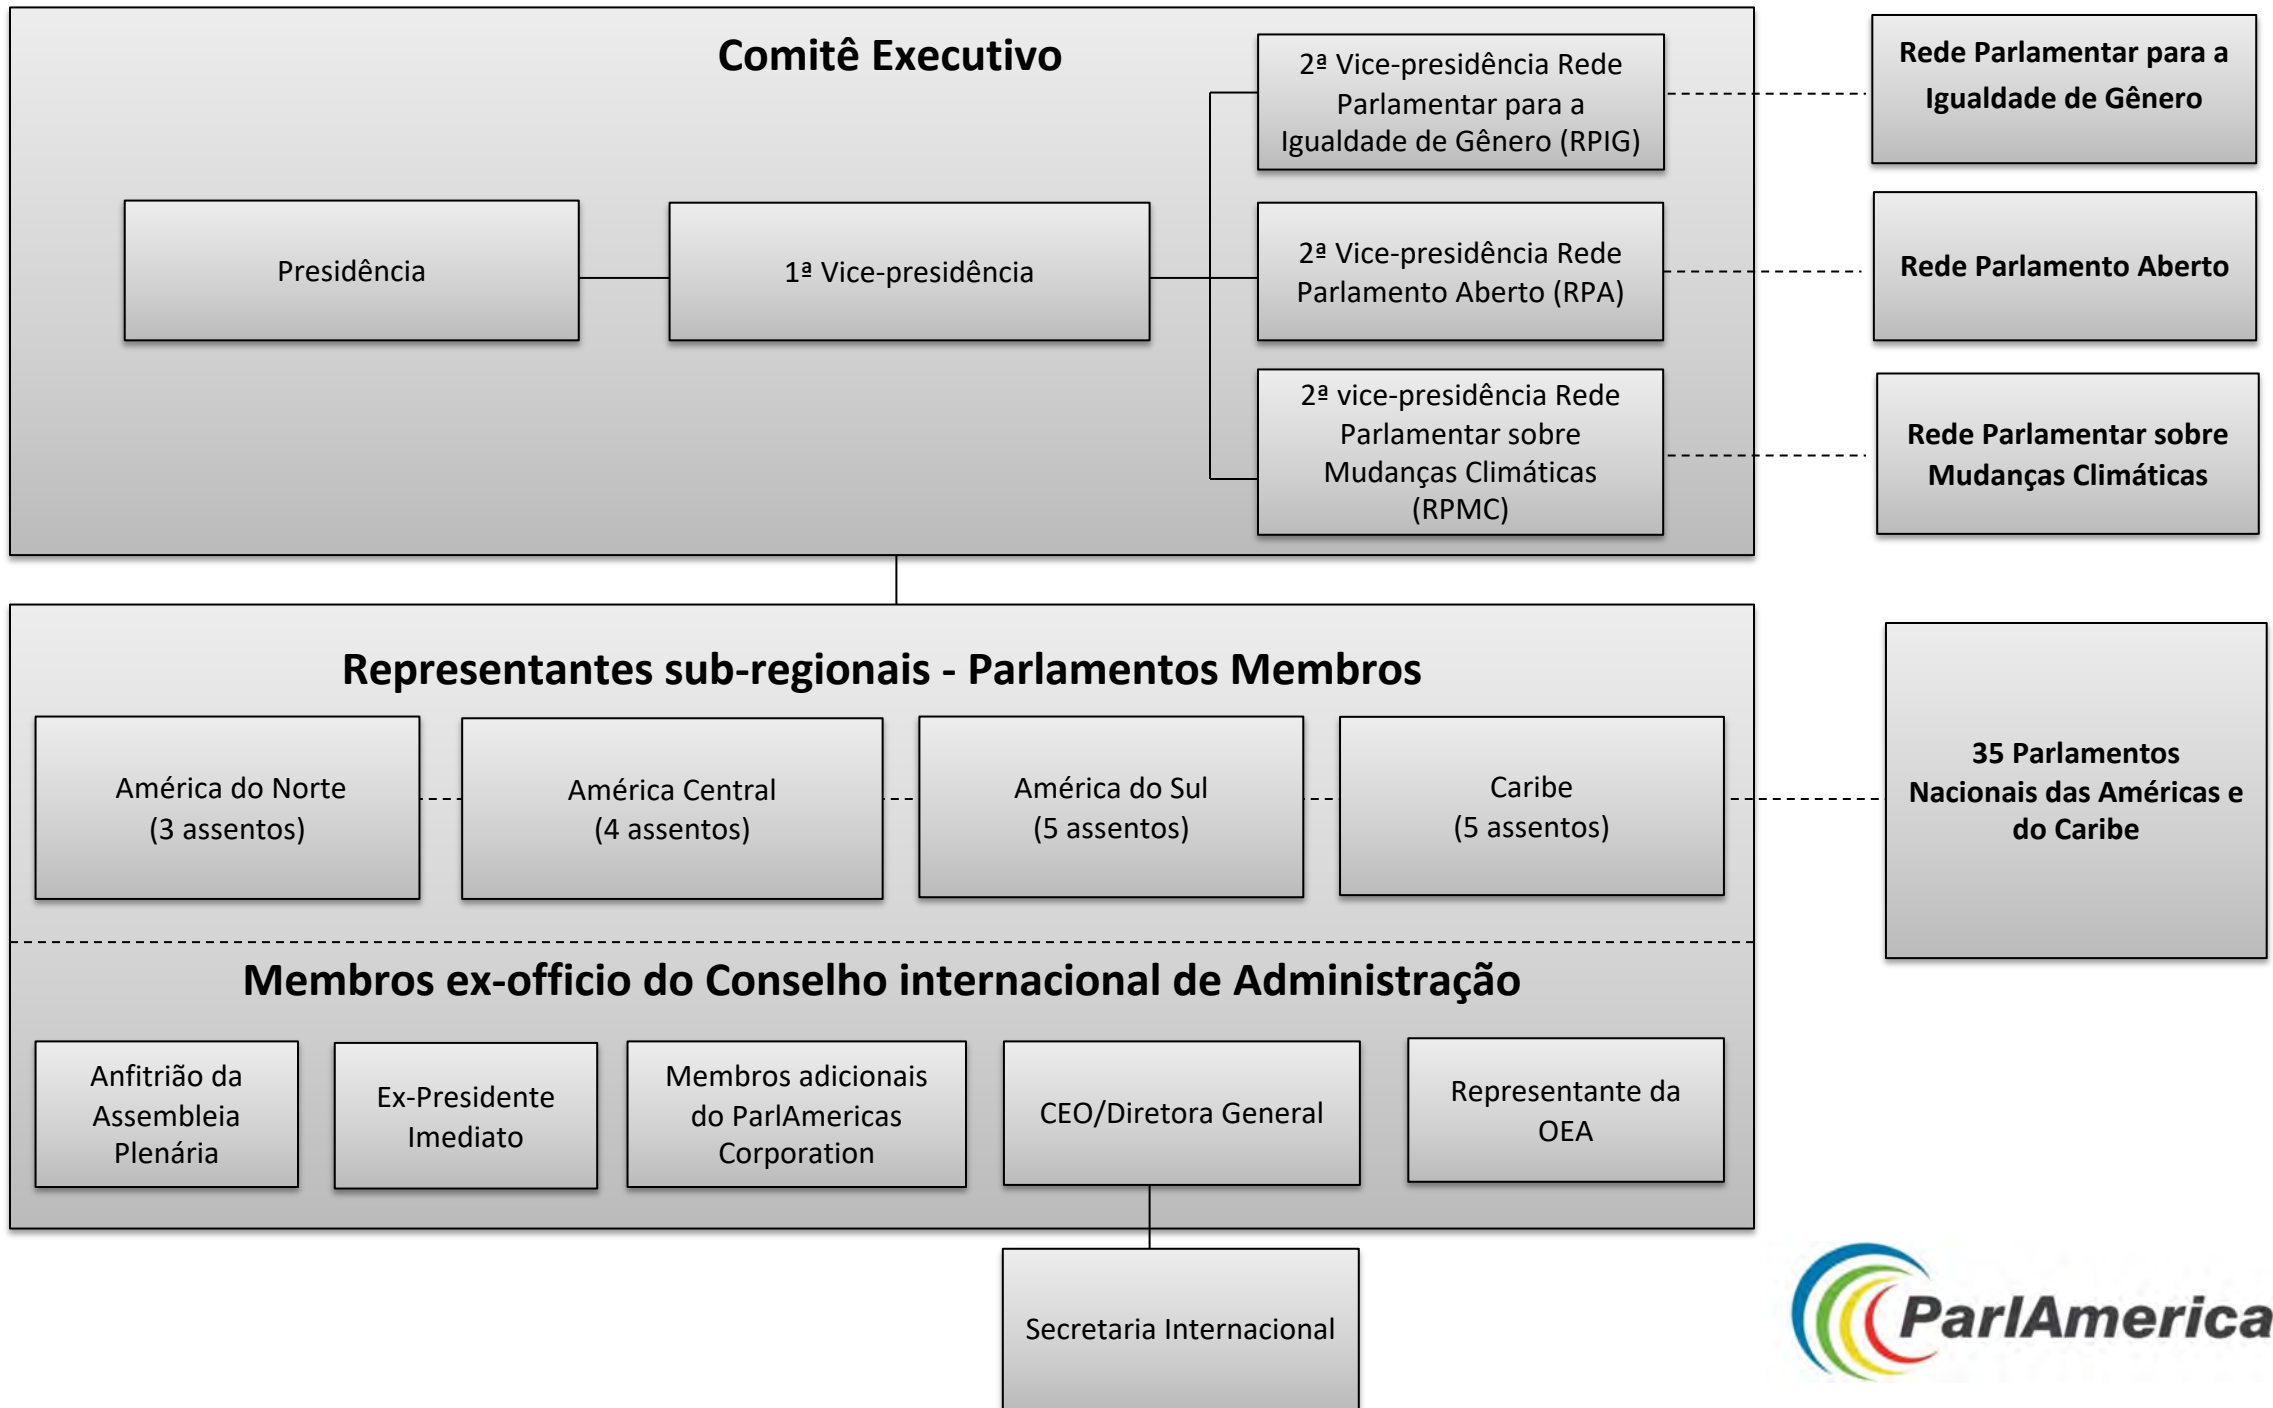 Comitê Executivo
2ª Vice-presidência Rede
Parlamentar para a
Igualdade de Gênero (RPIG)
Rede Parlamentar para a
Igualdade de Gênero
Presidência
1ª Vice-presidência
2ª Vice-presidência Rede
Parlamento Aberto (RPA)
Rede Parlamento Aberto
2ª vice-presidência Rede
Parlamentar sobre
Mudanças Climáticas
(RPMC)
Rede Parlamentar sobre
Mudanças Climáticas
Representantes sub-regionais - Parlamentos Membros
América do Norte
(3 assentos)
América Central
(4 assentos)
América do Sul
(5 assentos)
Caribe
(5 assentos)
35 Parlamentos
Nacionais das Américas e
do Caribe
Membros ex-officio do Conselho internacional de Administração
Anfitrião da
Assembleia
Plenária
Ex-Presidente
Imediato
Membros adicionais
do ParlAmericas
Corporation
CEO/Diretora General
Representante da
OEA
Secretaria Internacional
ParlAmerica